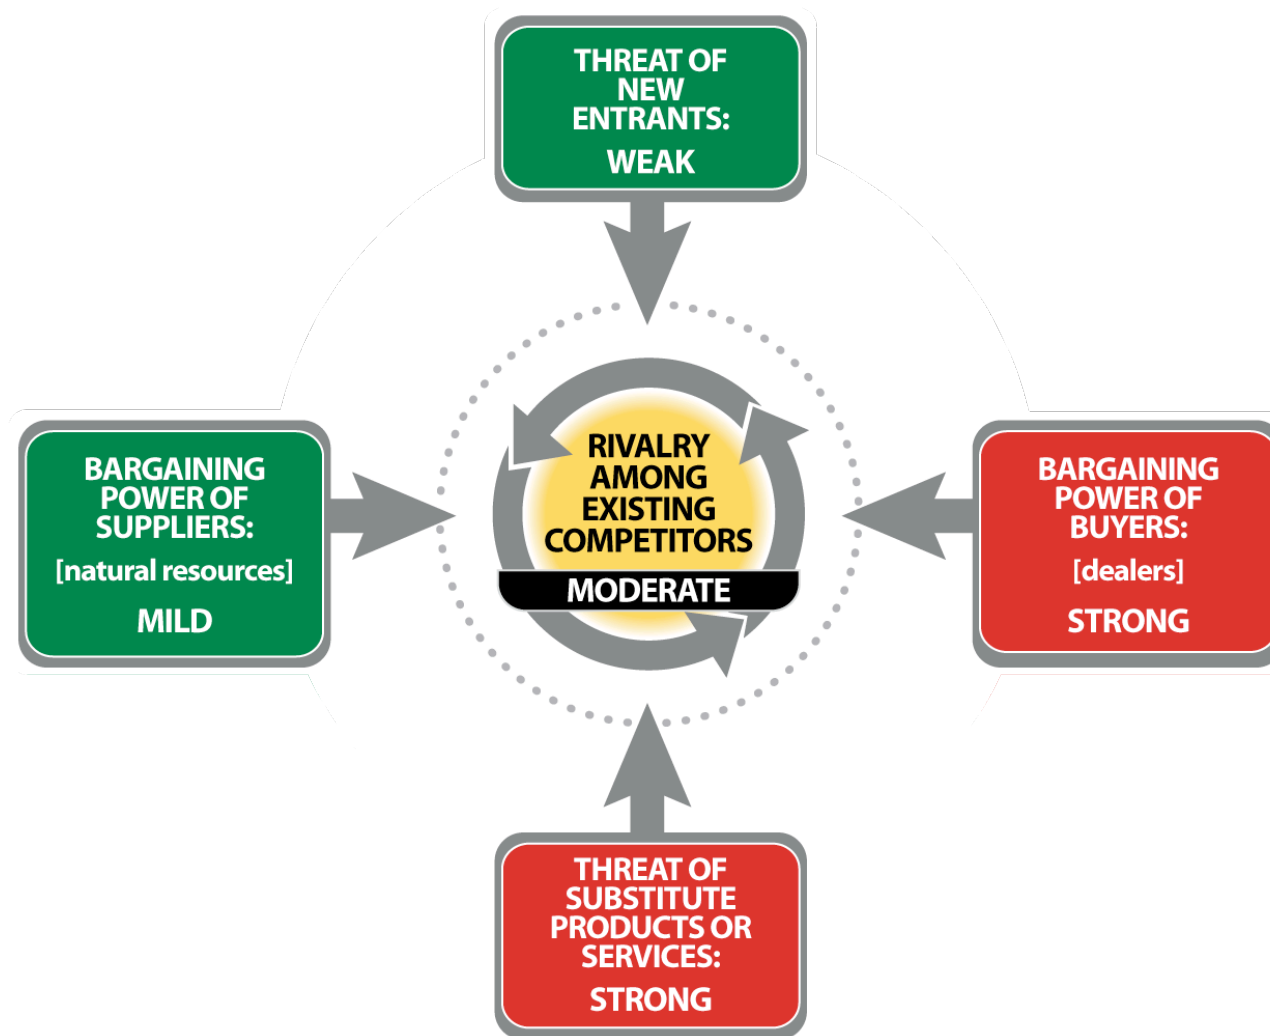 THREAT OF
NEW
ENTRANTS:
WEAK
BARGAINING
POWER OF
SUPPLIERS:
[natural resources]
MILD
RIVALRY
AMONG
EXISTING
COMPETITORS
MODERATE
BARGAINING
POWER OF
BUYERS:
[dealers]
STRONG
THREAT OF
SUBSTITUTE
PRODUCTS OR
SERVICES:
STRONG